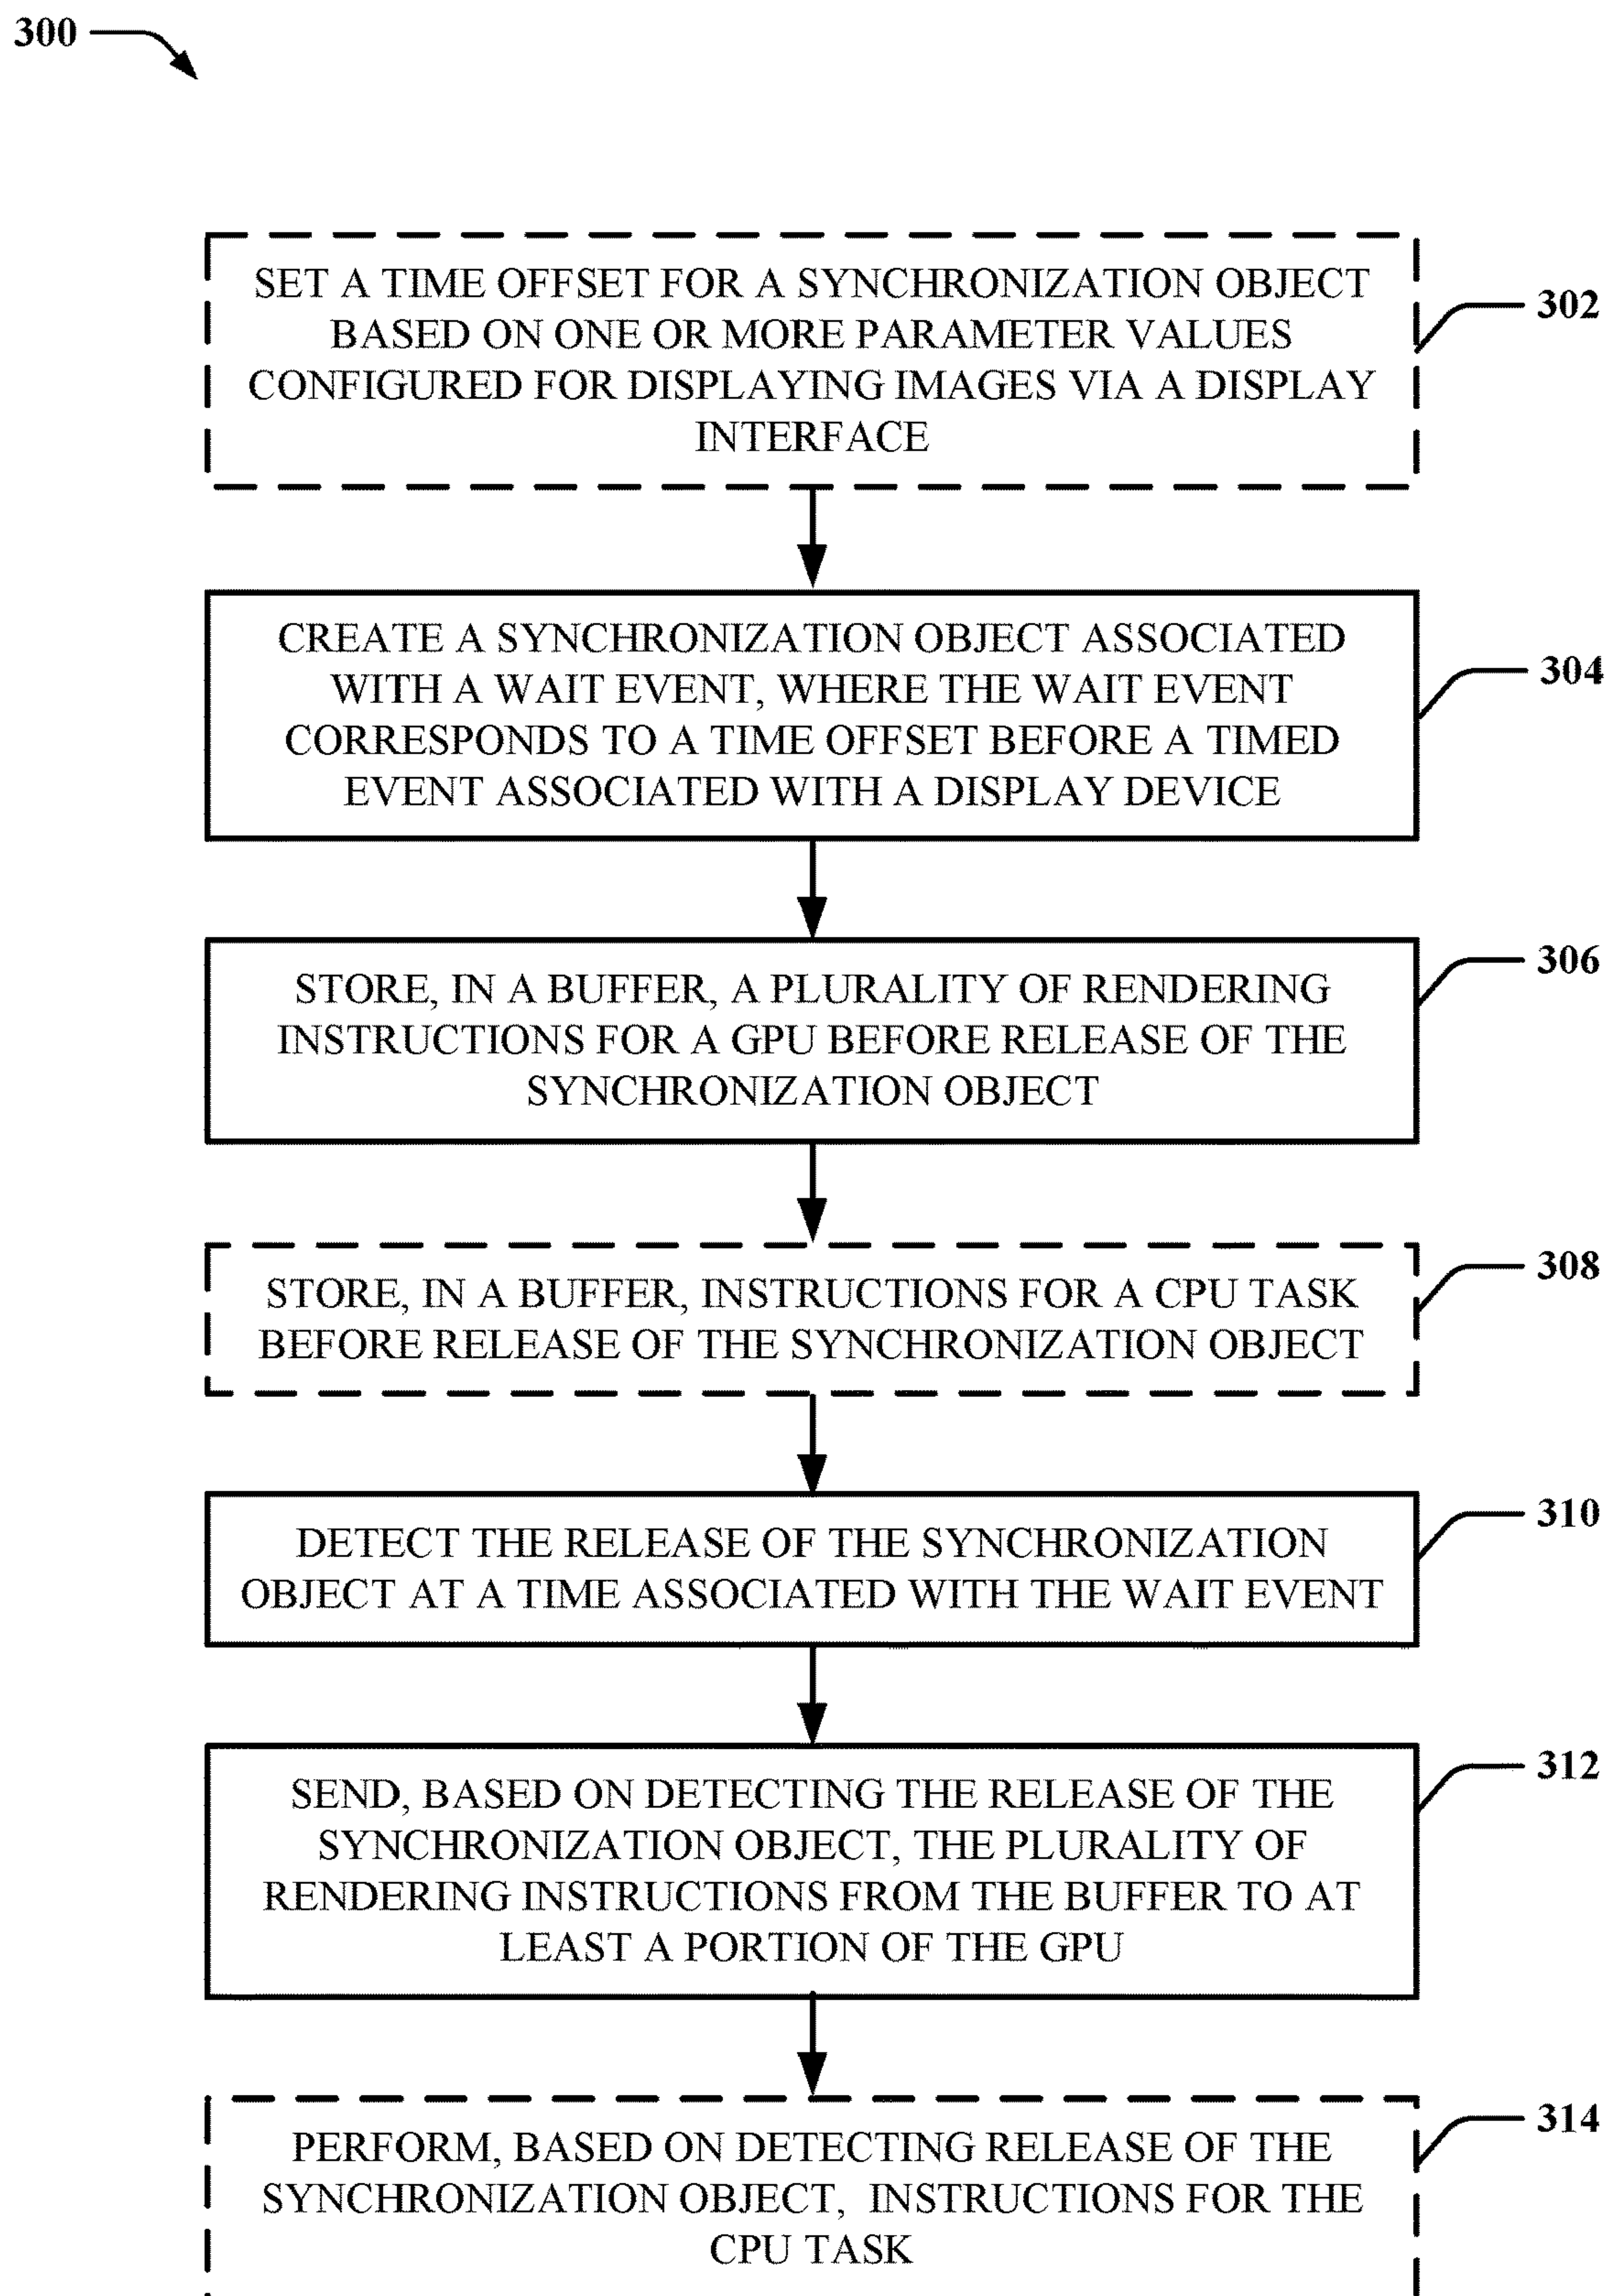 300
SET A TIME OFFSET FOR A SYNCHRONIZATION OBJECT
BASED ON ONE OR MORE PARAMETER VALUES
CONFIGURED FOR DISPLAYING IMAGES VIA A DISPLAY
INTERFACE
302
CREATE A SYNCHRONIZATION OBJECT ASSOCIATED
WITH A WAIT EVENT, WHERE THE WAIT EVENT
CORRESPONDS TO A TIME OFFSET BEFORE A TIMED
EVENT ASSOCIATED WITH A DISPLAY DEVICE
304
STORE, IN A BUFFER, A PLURALITY OF RENDERING
INSTRUCTIONS FOR A GPU BEFORE RELEASE OF THE
SYNCHRONIZATION OBJECT
306
STORE, IN A BUFFER, INSTRUCTIONS FOR A CPU TASK
BEFORE RELEASE OF THE SYNCHRONIZATION OBJECT
308
DETECT THE RELEASE OF THE SYNCHRONIZATION
OBJECT AT A TIME ASSOCIATED WITH THE WAIT EVENT
310
SEND, BASED ON DETECTING THE RELEASE OF THE
SYNCHRONIZATION OBJECT, THE PLURALITY OF
RENDERING INSTRUCTIONS FROM THE BUFFER TO AT
LEAST A PORTION OF THE GPU
312
PERFORM, BASED ON DETECTING RELEASE OF THE
SYNCHRONIZATION OBJECT, INSTRUCTIONS FOR THE
CPU TASK
314